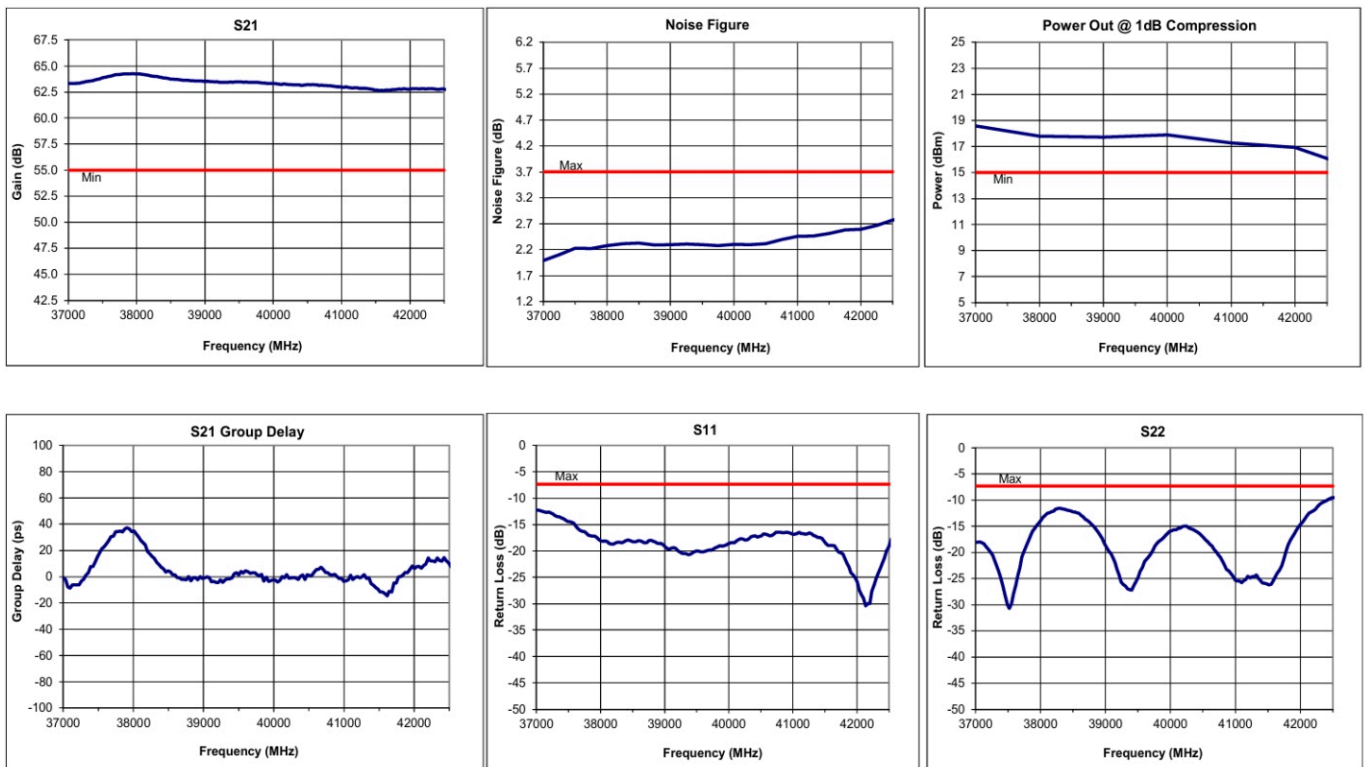 S21
Gain (dB)
67.5
65.0
62.5
60.0
57.5
55.0
52.5
50.0
47.5
45.0
42.5
Min
37000 38000 39000 40000 41000 42000
Frequency (MHz)
Noise Figure
Noise Figure (dB)
6.2
5.7
5.2
4.7
4.2
3.7
3.2
2.7
2.2
1.7
1.2
Max
37000 38000 39000 40000 41000 42000
Frequency (MHz)
Power Out @ 1dB Compression
Power (dBm)
25
23
21
19
17
15
13
11
9
7
5
Min
37000 38000 39000 40000 41000 42000
Frequency (MHz)
S21 Group Delay
Group Delay (ps)
100
80
60
40
20
0
-20
-40
-60
-80
-100
37000 38000 39000 40000 41000 42000
Frequency (MHz)
S11
Return Loss (dB)
0
-5
-10
-15
-20
-25
-30
-35
-40
-45
-50
Max
37000 38000 39000 40000 41000 42000
Frequency (MHz)
S22
Return Loss (dB)
0
-5
-10
-15
-20
-25
-30
-35
-40
-45
-50
Max
37000 38000 39000 40000 41000 42000
Frequency (MHz)